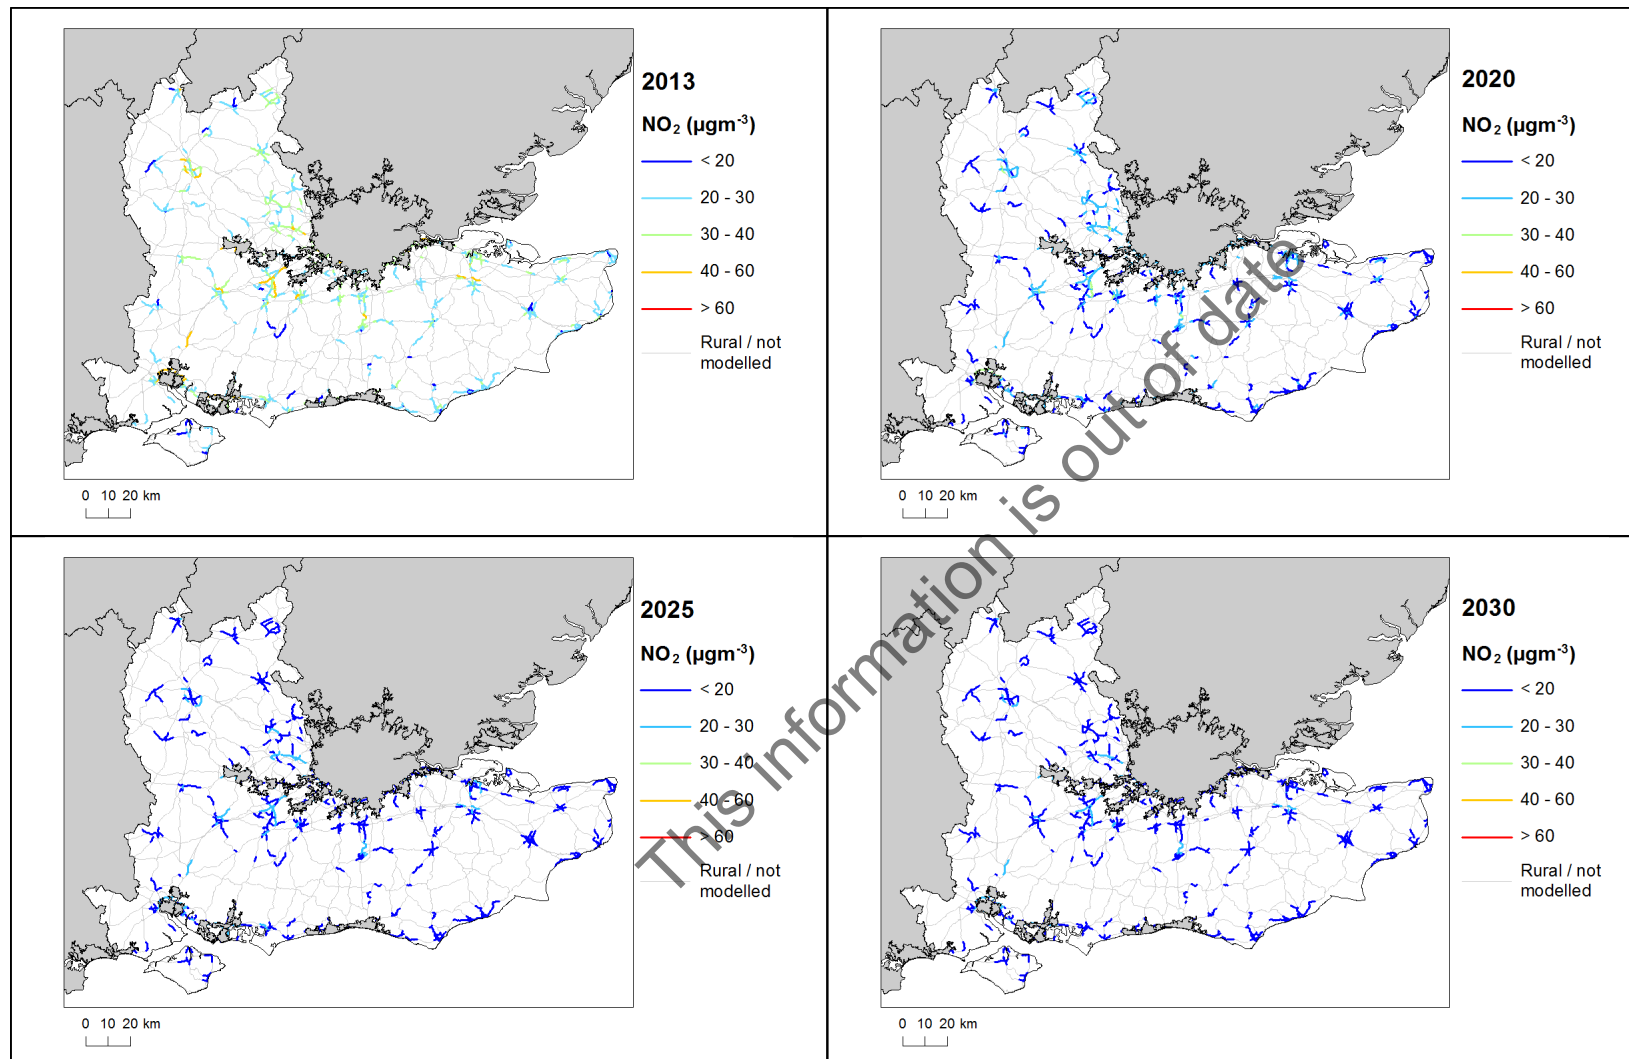 2013
NO₂ (µgm⁻³)
< 20
20 - 30
30 - 40
40 - 60
> 60
Rural / not
modelled
0 10 20 km
2020
NO₂ (µgm⁻³)
< 20
20 - 30
30 - 40
40 - 60
> 60
Rural / not
modelled
0 10 20 km
2025
NO₂ (µgm⁻³)
< 20
20 - 30
30 - 40
40 - 60
> 60
Rural / not
modelled
0 10 20 km
2030
NO₂ (µgm⁻³)
< 20
20 - 30
30 - 40
40 - 60
> 60
Rural / not
modelled
0 10 20 km
This information is out of date.